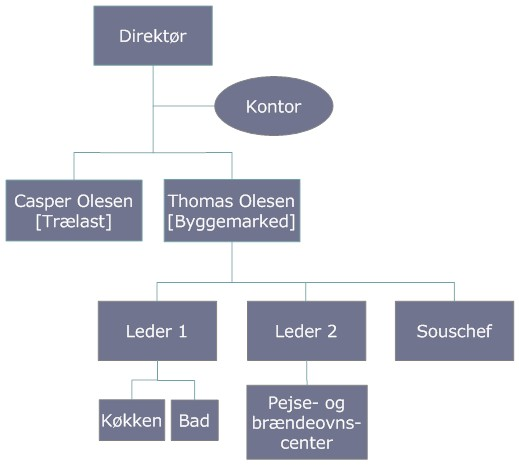 Direktør
Kontor
Casper Olesen
[Trælast]
Thomas Olesen
[Byggemarked]
Leder 1
Leder 2
Souschef
Køkken
Bad
Pejse- og
brændeovns-
center